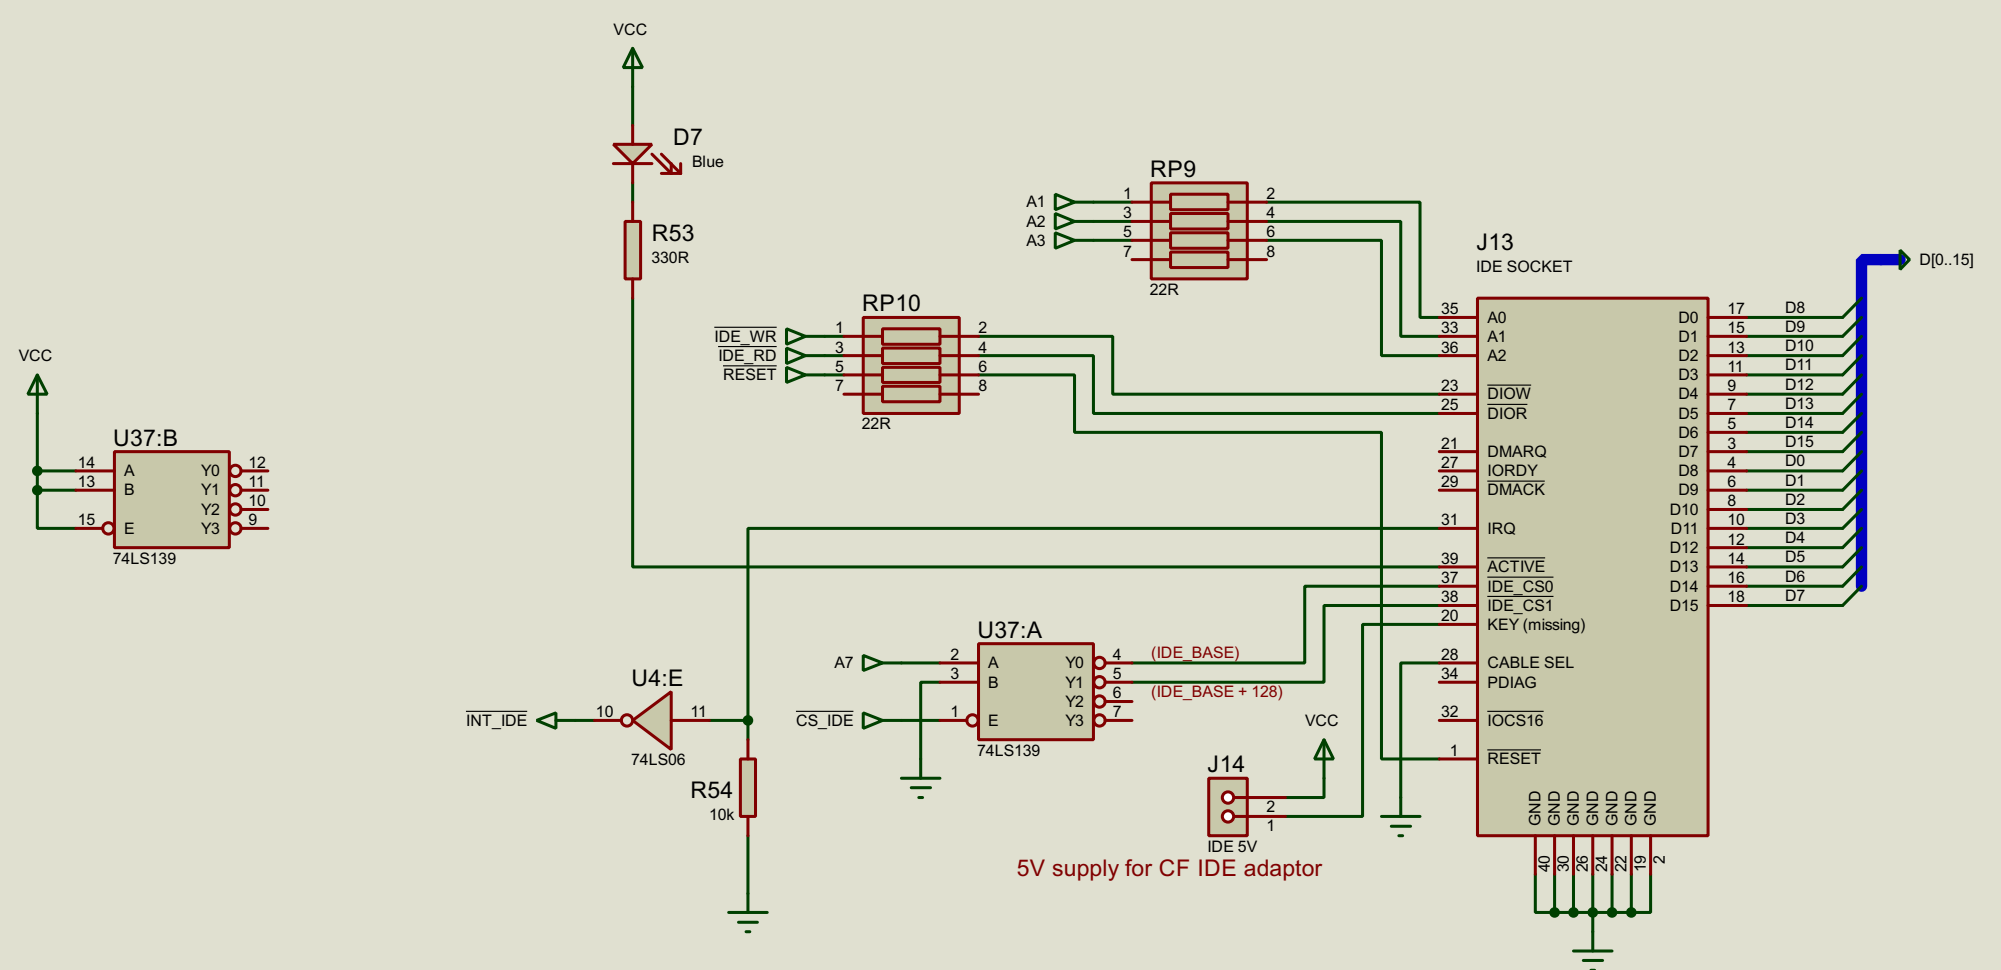 VCC
D7
Blue
R53
330R
RP9
A1
A2
A3
1
3
5
7
2
4
6
8
22R
RP10
IDE_WR
IDE_RD
RESET
1
3
5
7
2
4
6
8
22R
VCC
U37:B
14
13
15
A
B
E
Y0
Y1
Y2
Y3
12
11
10
9
74LS139
J13
IDE SOCKET
35
33
36
23
25
21
27
29
31
39
37
38
20
28
34
32
1
A0
A1
A2
DIOW
DIOR
DMARQ
IORDY
DMACK
IRQ
ACTIVE
IDE_CS0
IDE_CS1
KEY (missing)
CABLE SEL
PDIAG
IOCS16
RESET
D0
D1
D2
D3
D4
D5
D6
D7
D8
D9
D10
D11
D12
D13
D14
D15
17
15
13
11
9
7
5
3
4
6
8
10
12
14
16
18
D8
D9
D10
D11
D12
D13
D14
D15
D0
D1
D2
D3
D4
D5
D6
D7
D[0..15]
GND
GND
GND
GND
GND
GND
GND
40
30
26
24
22
19
2
U37:A
A7
CS_IDE
2
3
1
A
B
E
Y0
Y1
Y2
Y3
4
5
6
7
(IDE_BASE)
(IDE_BASE + 128)
74LS139
U4:E
INT_IDE
10
11
74LS06
R54
10k
VCC
J14
2
1
IDE 5V
5V supply for CF IDE adaptor